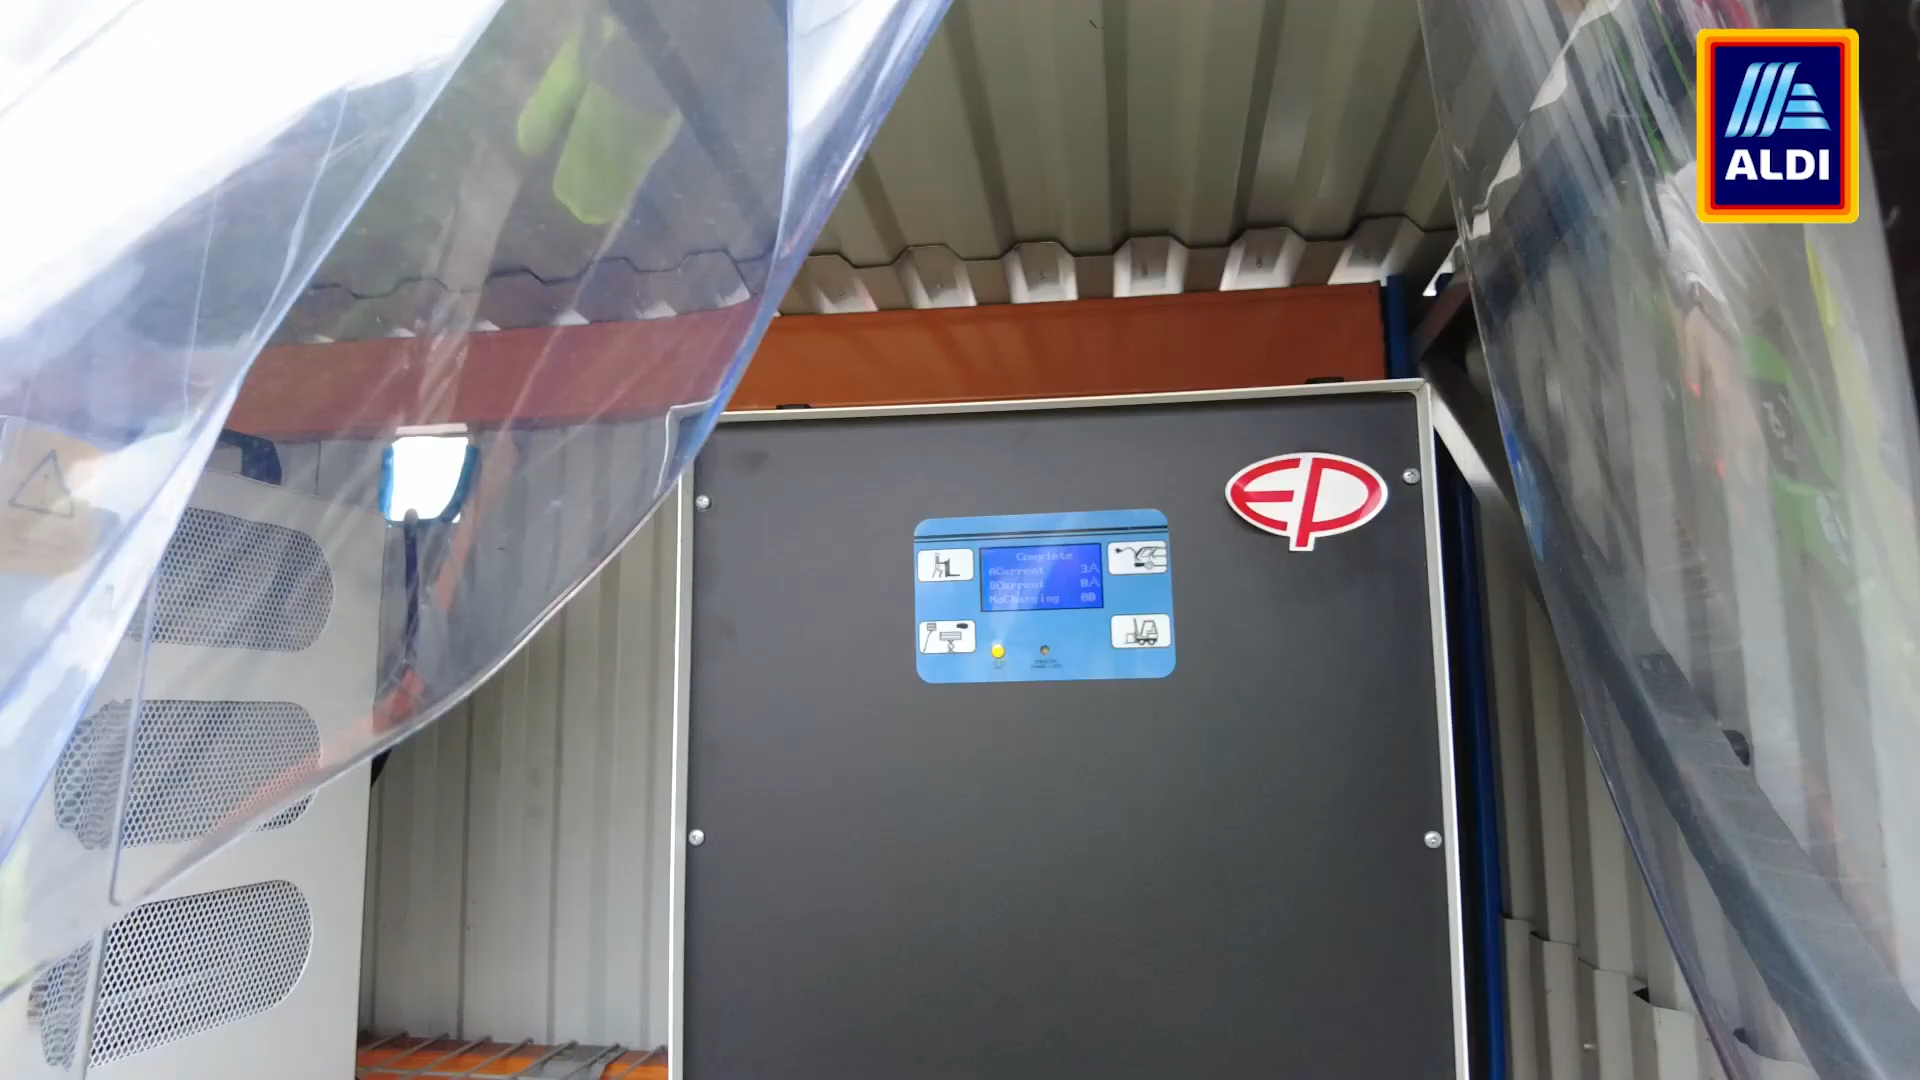 ALDI
EP
Complete
ACurrent 3A
BCurrent 0A
NoCharging 00